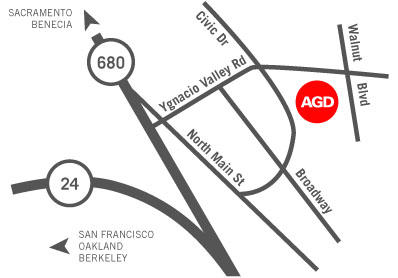 SACRAMENTO
BENECIA
Civic Dr
Walnut
Blvd
680
Ygnacio Valley Rd
AGD
North Main St
Broadway
24
SAN FRANCISCO
OAKLAND
BERKELEY